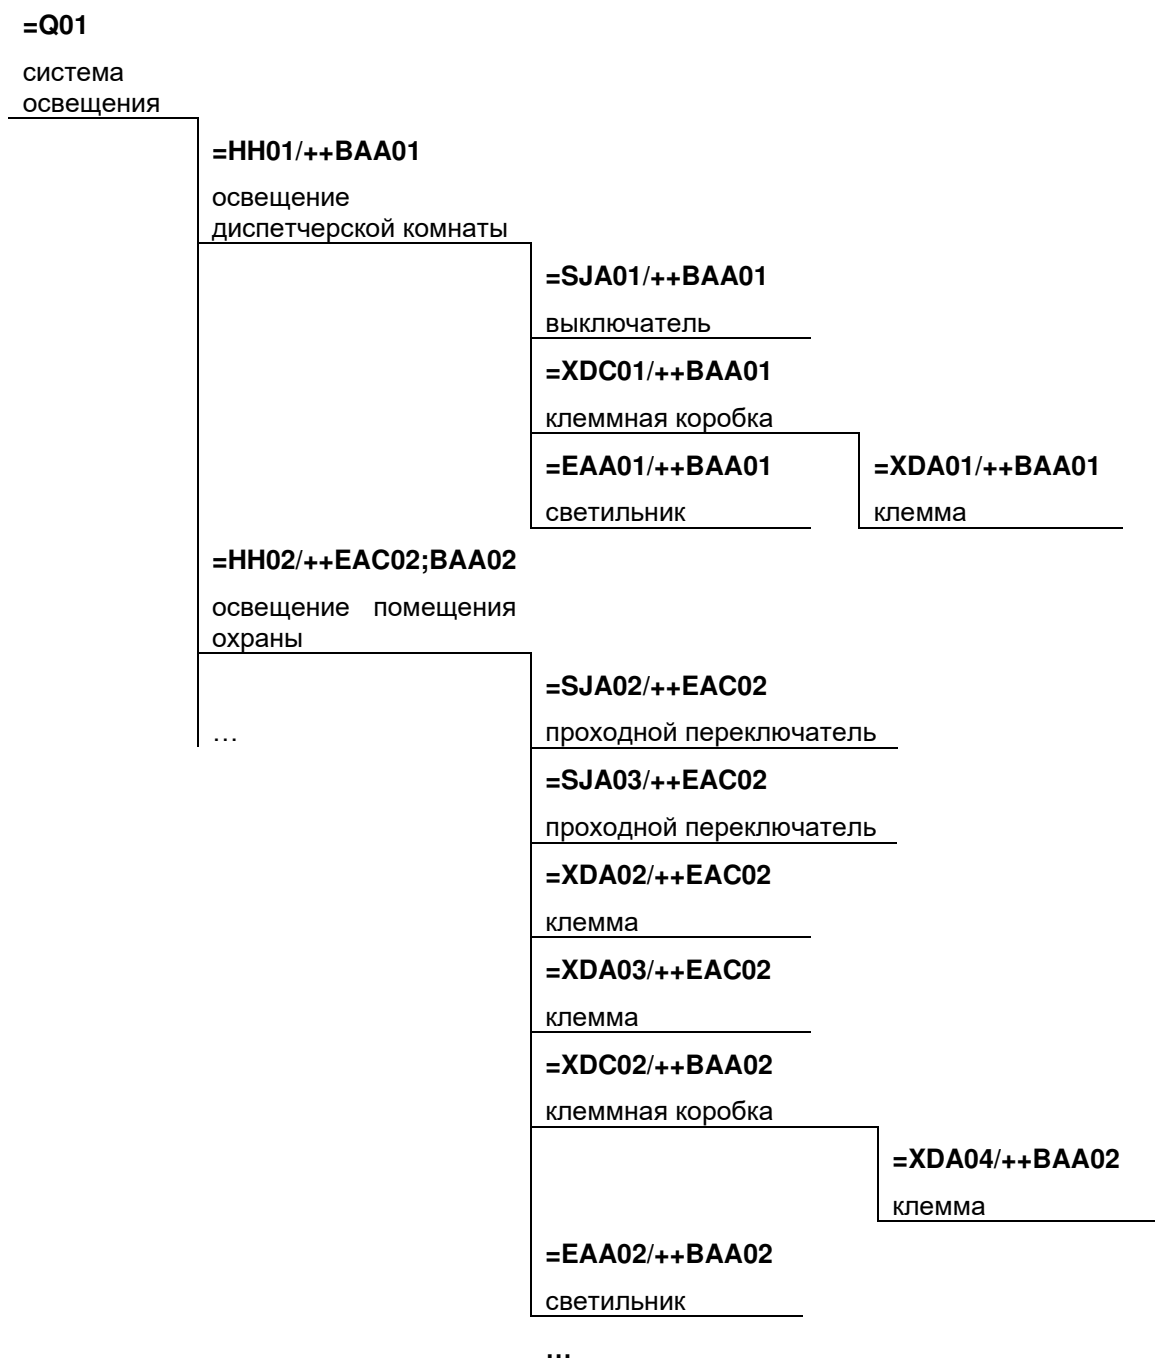 =Q01
система
освещения
=HH01/++BAA01
освещение
диспетчерской комнаты
=SJA01/++BAA01
выключатель
=XDC01/++BAA01
клеммная коробка
=EAA01/++BAA01
светильник
=XDA01/++BAA01
клемма
=HH02/++EAC02;BAA02
освещение помещения
охраны
…
=SJA02/++EAC02
проходной переключатель
=SJA03/++EAC02
проходной переключатель
=XDA02/++EAC02
клемма
=XDA03/++EAC02
клемма
=XDC02/++BAA02
клеммная коробка
=XDA04/++BAA02
клемма
=EAA02/++BAA02
светильник
…